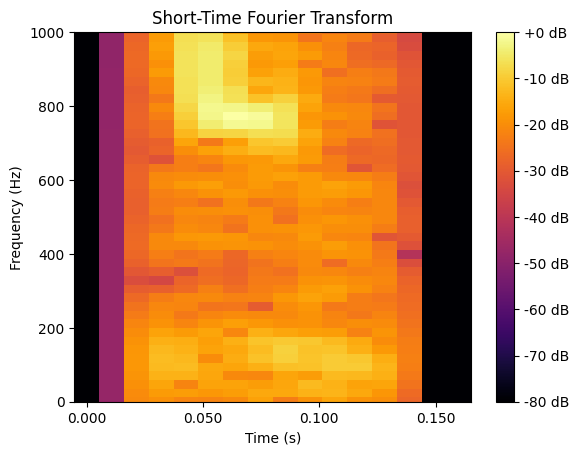 Short-Time Fourier Transform
1000
800
600
400
200
0
Frequency (Hz)
0.000
0.050
0.100
0.150
Time (s)
+0 dB
-10 dB
-20 dB
-30 dB
-40 dB
-50 dB
-60 dB
-70 dB
-80 dB